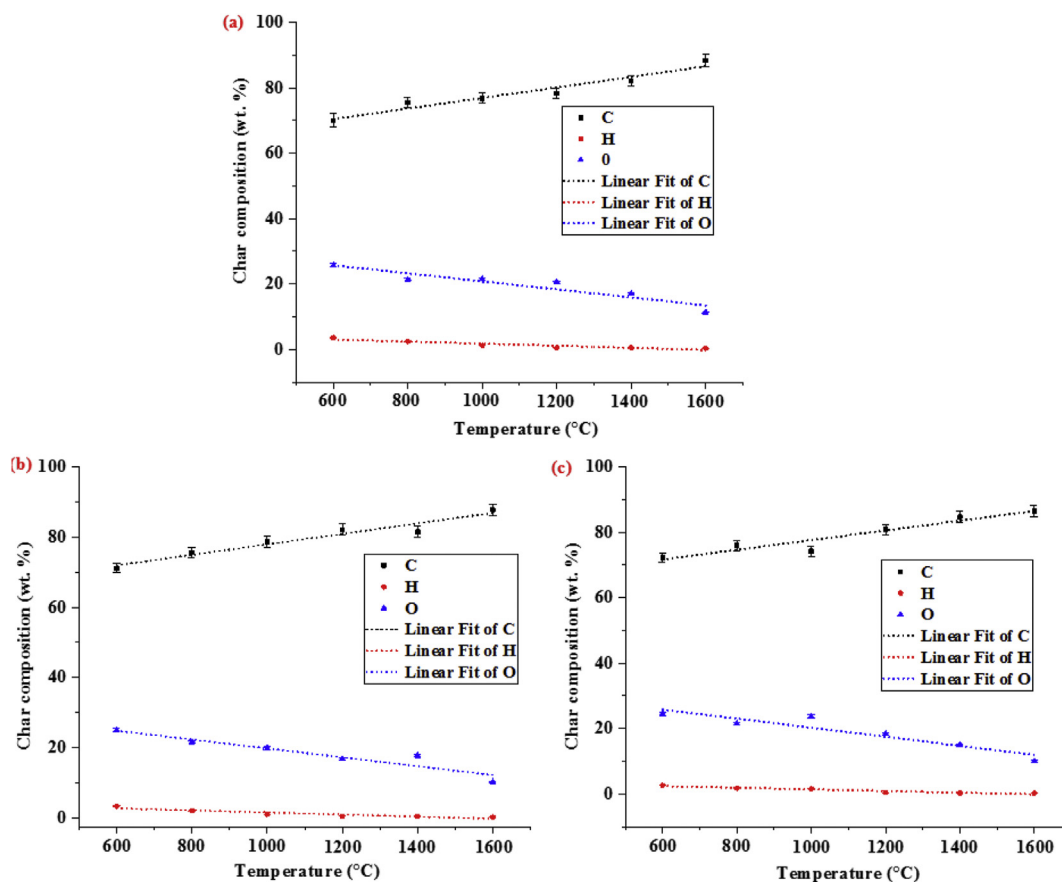 (a)
100
80
60
40
20
0
Char composition (wt. %)
C
H
0
Linear Fit of C
Linear Fit of H
Linear Fit of O
600 800 1000 1200 1400 1600
Temperature (°C)
(b)
100
80
60
40
20
0
Char composition (wt. %)
C
H
O
Linear Fit of C
Linear Fit of H
Linear Fit of O
600 800 1000 1200 1400 1600
Temperature (°C)
(c)
100
80
60
40
20
0
Char composition (wt. %)
C
H
O
Linear Fit of C
Linear Fit of H
Linear Fit of O
600 800 1000 1200 1400 1600
Temperature (°C)